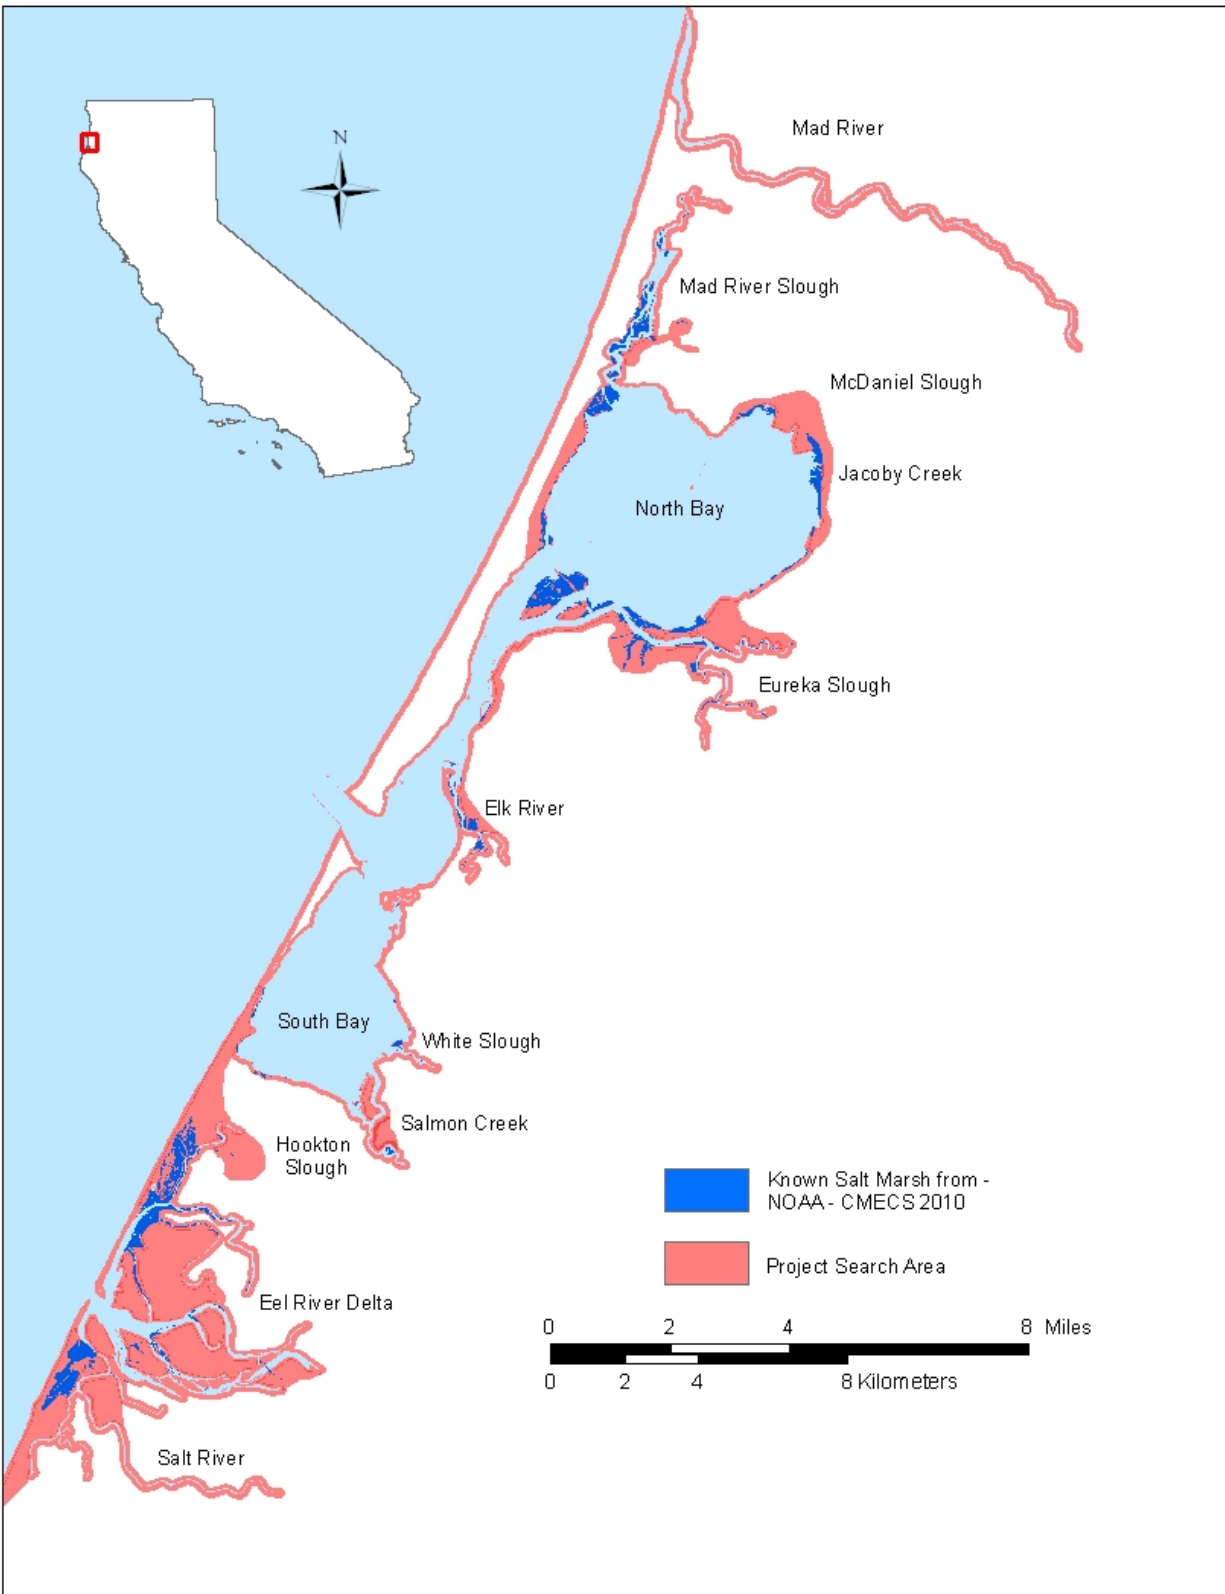 N
Mad River
Mad River Slough
McDaniel Slough
Jacoby Creek
North Bay
Eureka Slough
Elk River
South Bay
White Slough
Salmon Creek
Hookton
Slough
Known Salt Marsh from -
NOAA - CMECS 2010
Project Search Area
Eel River Delta
0 2 4 8 Miles
0 2 4 8 Kilometers
Salt River